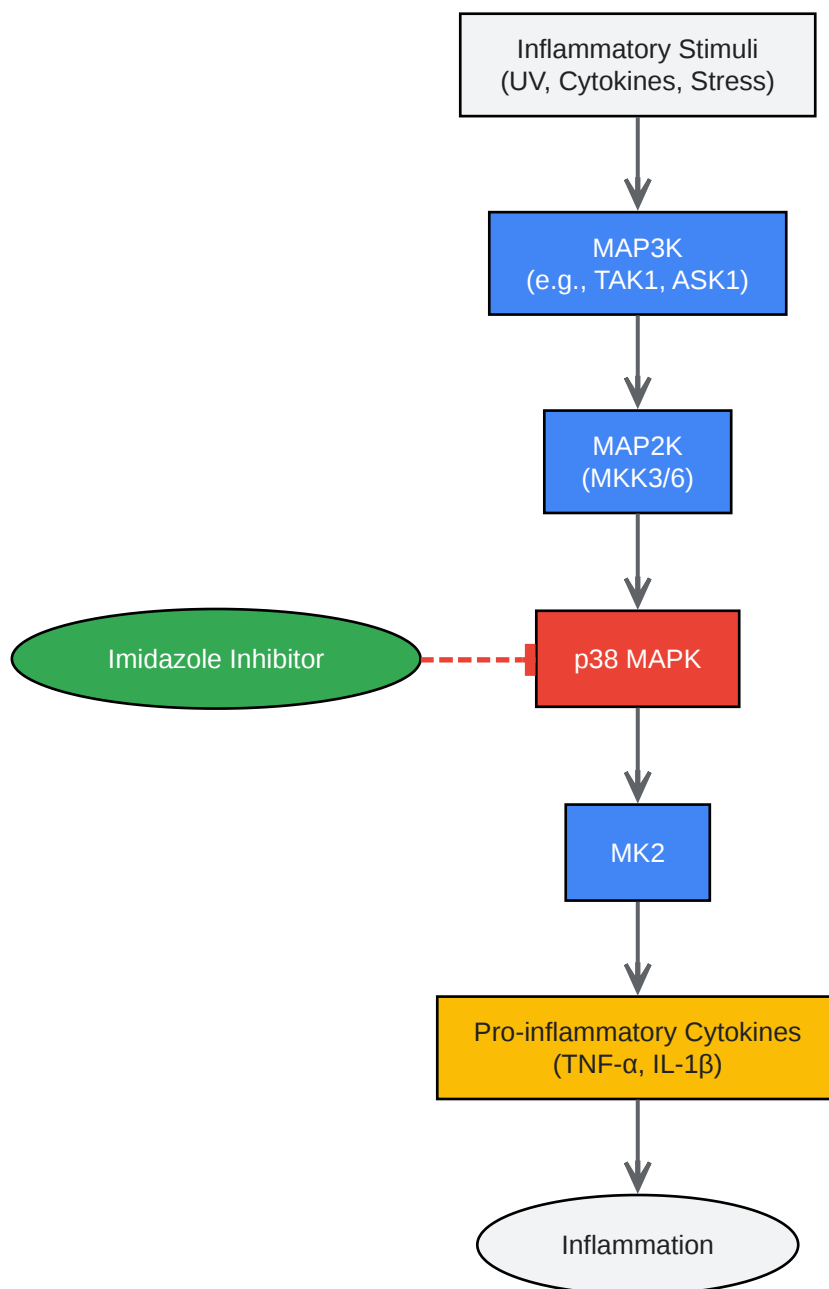 Inflammatory Stimuli
(UV, Cytokines, Stress)
MAP3K
(e.g., TAK1, ASK1)
MAP2K
(MKK3/6)
Imidazole Inhibitor
p38 MAPK
MK2
Pro-inflammatory Cytokines
(TNF-α, IL-1β)
Inflammation